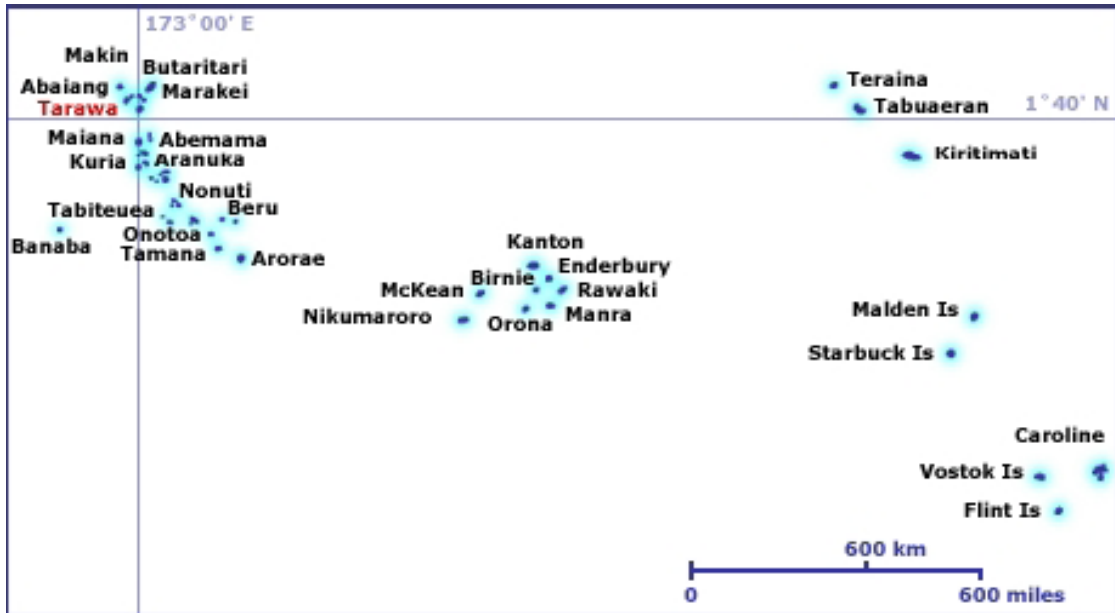 173°00' E
Makin
Butaritari
Abaiang
Marakei
Tarawa
Teraina
Tabuaeran
1°40' N
Maiana
Abemama
Kuria
Aranuka
Kiritimati
Nonuti
Tabiteuea
Beru
Banaba
Onotoa
Tamana
Arorae
Kanton
Enderbury
Birnie
McKean
Rawaki
Nikumaroro
Orona
Manra
Malden Is
Starbuck Is
Caroline
Vostok Is
Flint Is
600 km
0
600 miles